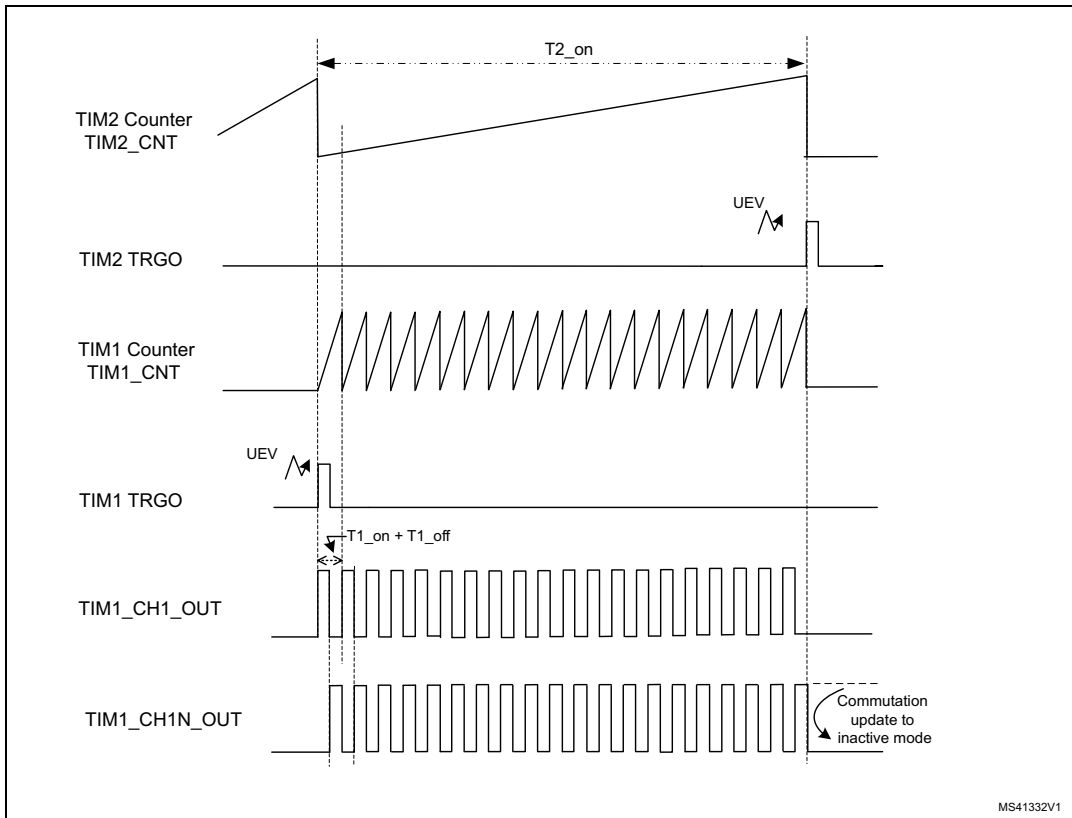 T2_on
TIM2 Counter
TIM2_CNT
UEV
TIM2 TRGO
TIM1 Counter
TIM1_CNT
UEV
TIM1 TRGO
T1_on + T1_off
TIM1_CH1_OUT
TIM1_CH1N_OUT
Commutation
update to
inactive mode
MS41332V1